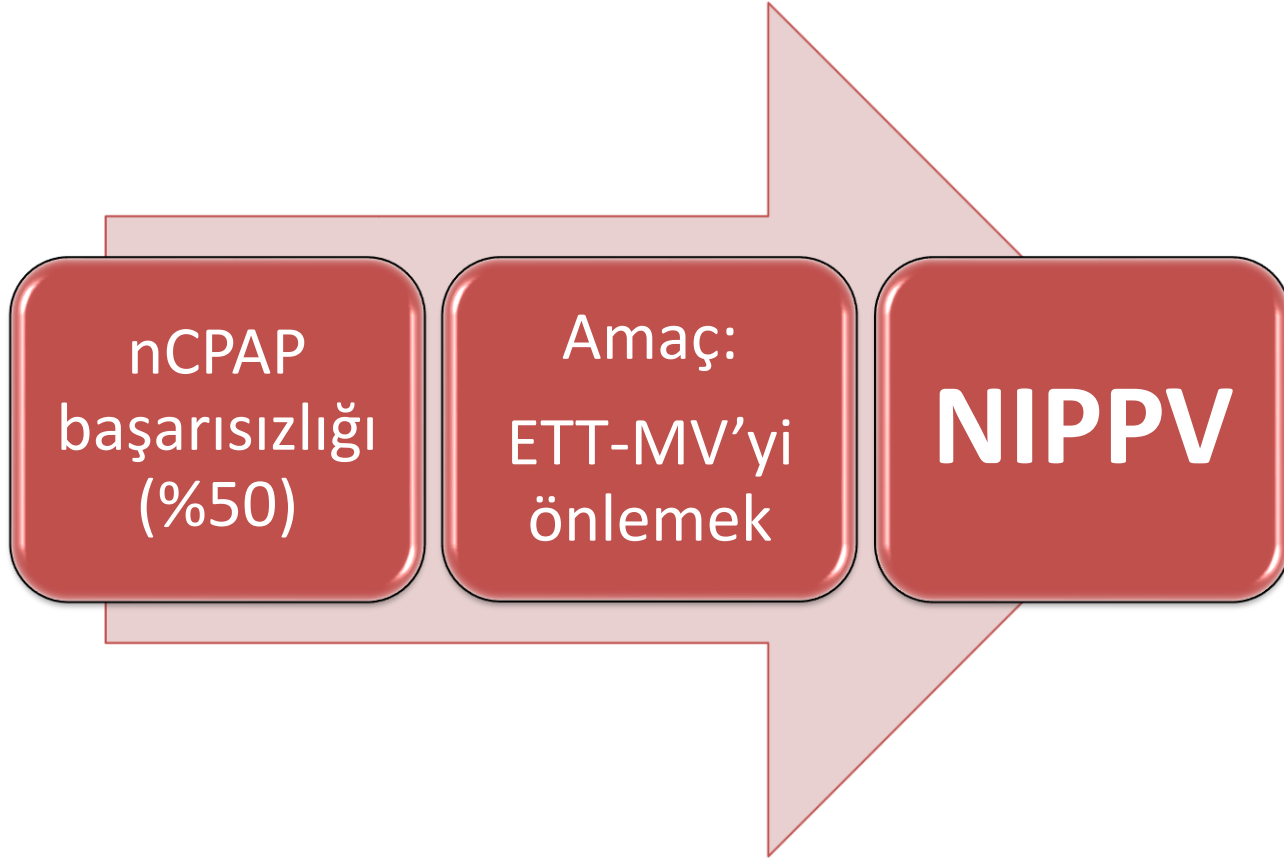 nCPAP
başarısızlığı
(%50)
Amaç:
ETT-MV’yi
önlemek
NIPPV